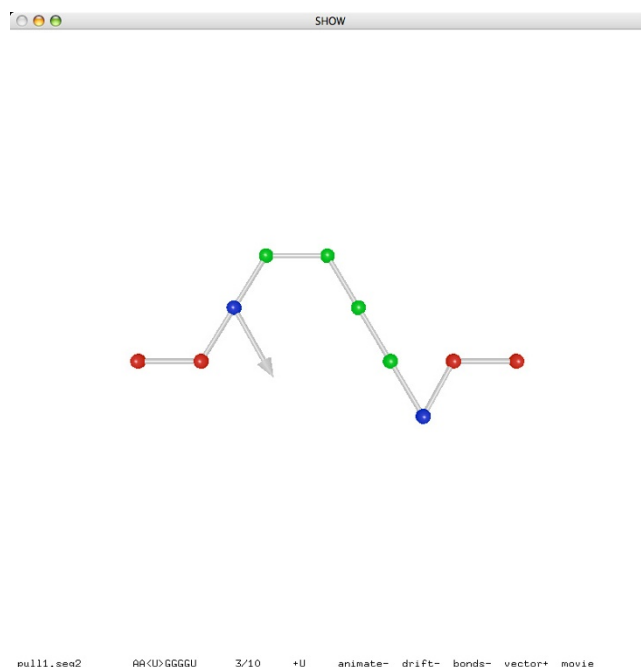 SHOW
pull1.seq2 AA<U>GGGGU 3/10 +U animate- drift- bonds- vector+ movie